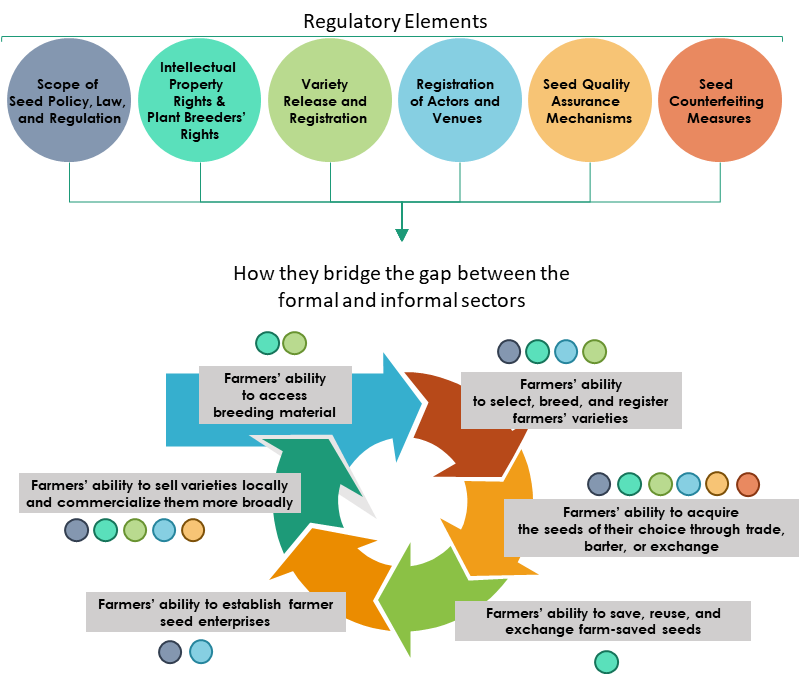 Regulatory Elements
Scope of
Seed Policy, Law,
and Regulation
Intellectual
Property
Rights &
Plant Breeders'
Rights
Variety
Release and
Registration
Registration
of Actors and
Venues
Seed Quality
Assurance
Mechanisms
Seed
Counterfeiting
Measures
How they bridge the gap between the
formal and informal sectors
Farmers' ability
to access
breeding material
Farmers' ability
to select, breed, and register
farmers' varieties
Farmers' ability to sell varieties locally
and commercialize them more broadly
Farmers' ability to acquire
the seeds of their choice through trade,
barter, or exchange
Farmers' ability to establish farmer
seed enterprises
Farmers' ability to save, reuse, and
exchange farm-saved seeds